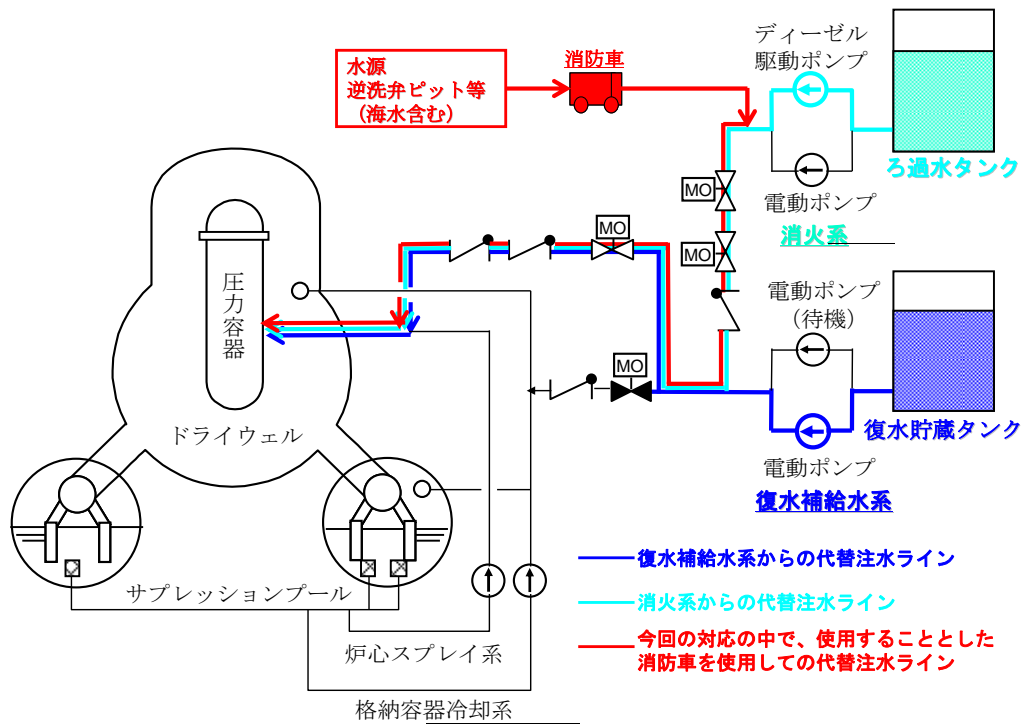 水源
逆洗弁ピット等
（海水含む）
消防車
ディーゼル
駆動ポンプ
ろ過水タンク
電動ポンプ
消火系
MO
MO
MO
MO
圧力容器
ドライウェル
電動ポンプ
（待機）
復水貯蔵タンク
電動ポンプ
復水補給水系
サプレッションプール
炉心スプレイ系
格納容器冷却系
復水補給水系からの代替注水ライン
消火系からの代替注水ライン
今回の対応の中で、使用することとした
消防車を使用しての代替注水ライン